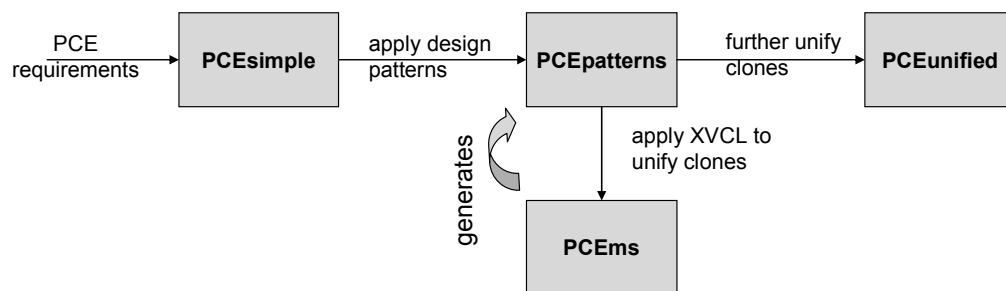 PCE
requirements
PCEsimple
apply design
patterns
PCEpatterns
further unify
clones
PCEunified
generates
apply XVCL to
unify clones
PCEms